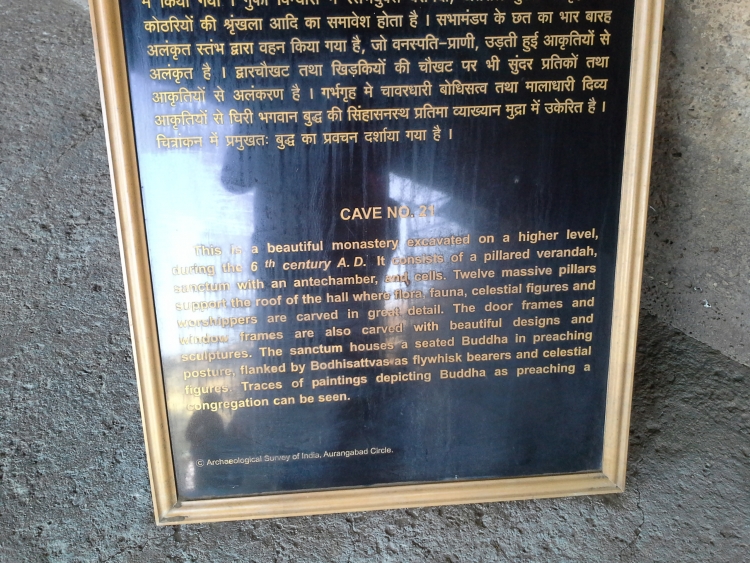 में किया गया । गुफा
कोठरियों की श्रृंखला आदि का समावेश होता है । सभामंडप के छत का भार बारह
अलंकृत स्तंभ द्वारा वहन किया गया है, जो वनस्पति-प्राणी, उड़ती हुई आकृतियों से
अलंकृत है । द्वारचौखट तथा खिड़कियों की चौखट पर भी सुंदर प्रतिकों तथा
आकृतियों से अलंकरण है । गर्भगृह मे चावरधारी बोधिसत्व तथा मालाधारी दिव्य
आकृतियों से घिरी भगवान बुद्ध की सिंहासनस्थ प्रतिमा व्याख्यान मुद्रा में उकेरित है ।
चित्रांकन में प्रमुखतः बुद्ध का प्रवचन दर्शाया गया है ।
CAVE NO. 21
This is a beautiful monastery excavated on a higher level,
during the 6 th century A. D. It consists of a pillared verandah,
sanctum with an antechamber, and cells. Twelve massive pillars
support the roof of the hall where flora, fauna, celestial figures and
worshippers are carved in great detail. The door frames and
window frames are also carved with beautiful designs and
sculptures. The sanctum houses a seated Buddha in preaching
posture, flanked by Bodhisattvas as flywhisk bearers and celestial
figures. Traces of paintings depicting Buddha as preaching a
congregation can be seen.
© Archaeological Survey of India, Aurangabad Circle.